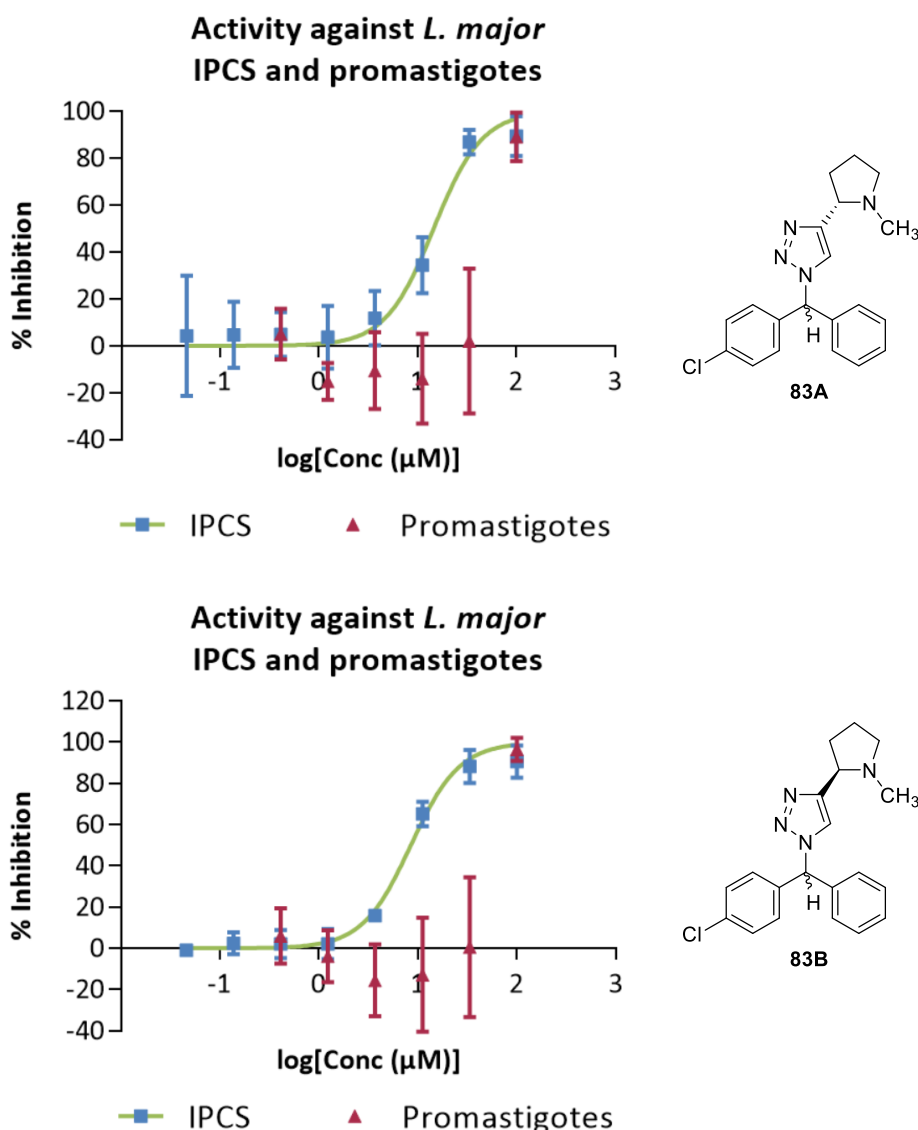 Activity against L. major
IPCS and promastigotes
% Inhibition
100
80
60
40
20
0
-20
-40
-1
0
1
2
3
log[Conc (µM)]
IPCS
Promastigotes
N
CH3
N
N
N
H
Cl
83A
Activity against L. major
IPCS and promastigotes
% Inhibition
120
100
80
60
40
20
0
-20
-40
-1
0
1
2
3
log[Conc (µM)]
IPCS
Promastigotes
N
CH3
N
N
N
H
Cl
83B